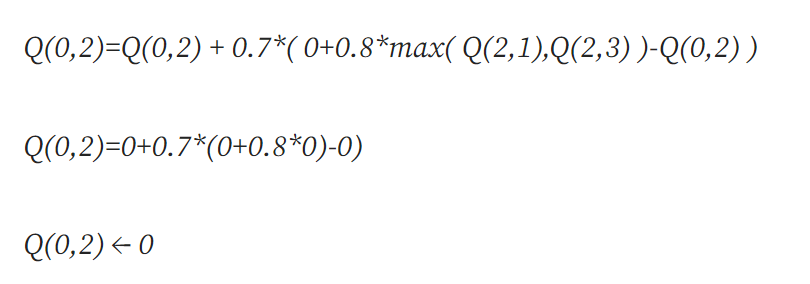 Q(0,2)=Q(0,2) + 0.7*( 0+0.8*max( Q(2,1),Q(2,3) )-Q(0,2) )
Q(0,2)=0+0.7*(0+0.8*0)-0)
Q(0,2) ← 0